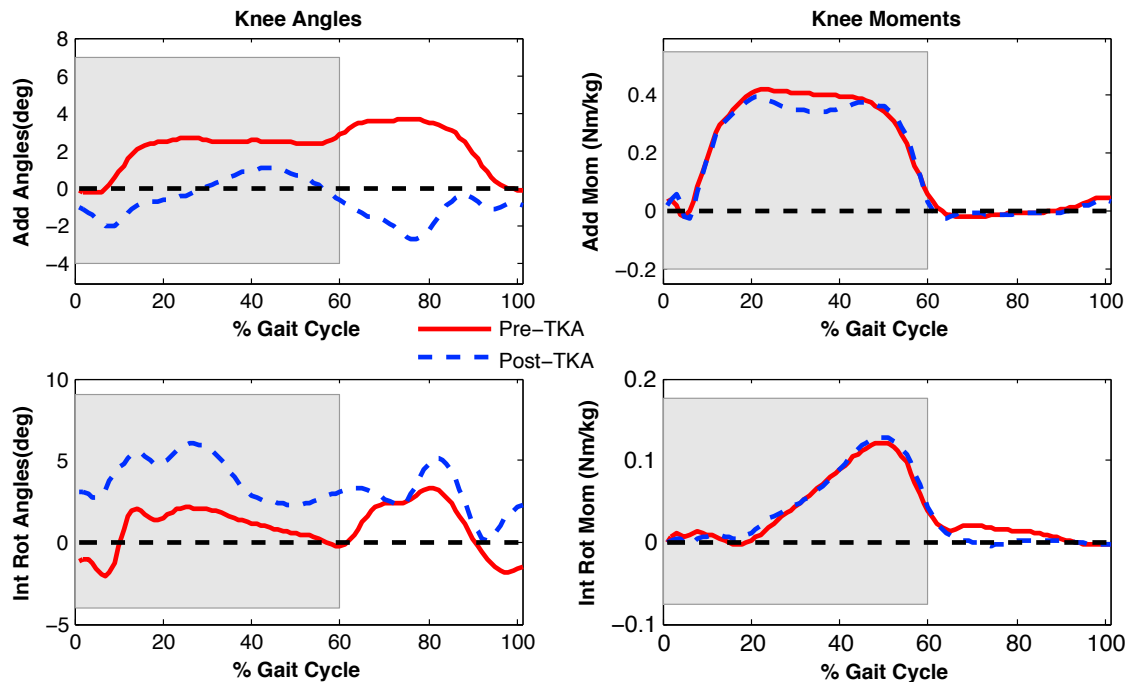 Knee Angles
Knee Moments
8
6
4
2
0
−2
−4
Add Angles(deg)
0 20 40 60 80 100
% Gait Cycle
0.4
0.2
0
−0.2
Add Mom (Nm/kg)
0 20 40 60 80 100
% Gait Cycle
Pre-TKA
Post-TKA
10
5
0
−5
Int Rot Angles(deg)
0 20 40 60 80 100
% Gait Cycle
0.2
0.1
0
−0.1
Int Rot Mom (Nm/kg)
0 20 40 60 80 100
% Gait Cycle